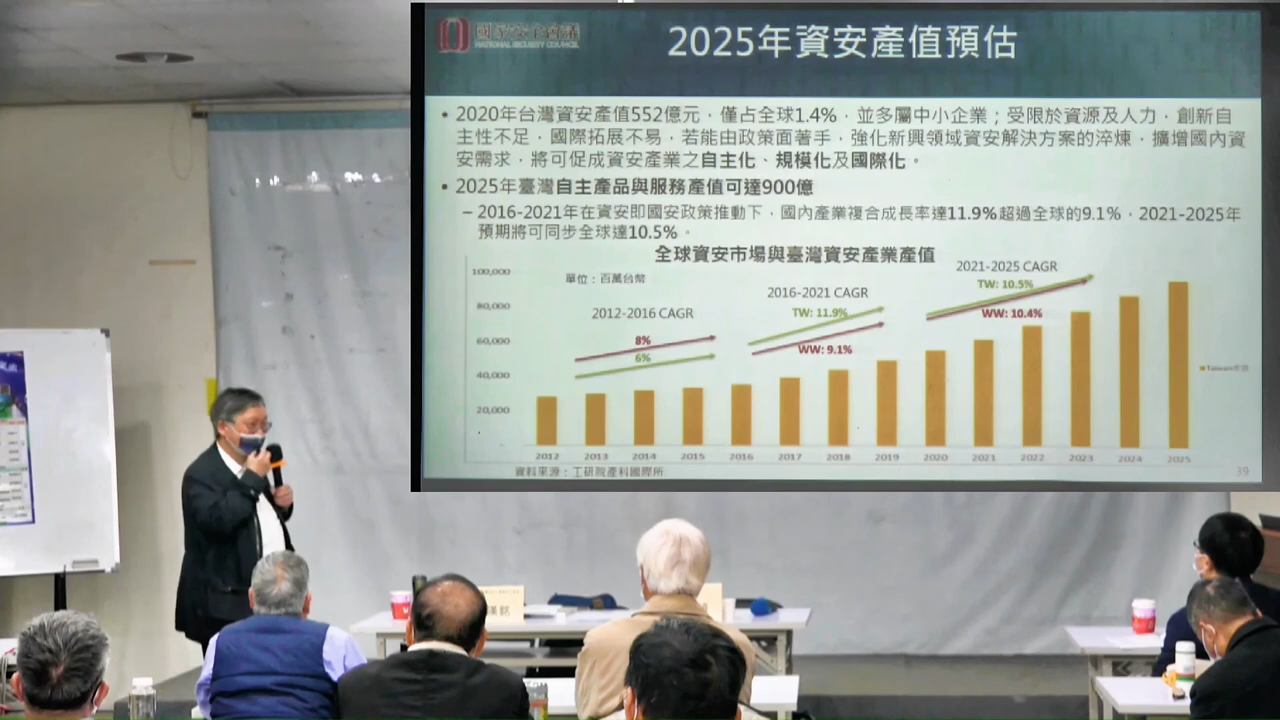 國家安全會議
NATIONAL SECURITY COUNCIL
2025年資安產值預估
• 2020年台灣資安產值552億元，僅占全球1.4%，並多屬中小企業；受限於資源及人力，創新自
主性不足，國際拓展不易，若能由政策面著手，強化新興領域資安解決方案的淬煉，擴增國內資
安需求，將可促成資安產業之自主化、規模化及國際化。
• 2025年臺灣自主產品與服務產值可達900億
– 2016-2021年在資安即國安政策推動下，國內產業複合成長率達11.9%超過全球的9.1%，2021-2025年
預期將可同步全球達10.5%。
全球資安市場與臺灣資安產業產值
單位：百萬台幣
100,000
80,000
60,000
40,000
20,000
2012-2016 CAGR
8%
6%
2016-2021 CAGR
TW: 11.9%
WW: 9.1%
2021-2025 CAGR
TW: 10.5%
WW: 10.4%
Taiwan
2012 2013 2014 2015 2016 2017 2018 2019 2020 2021 2022 2023 2024 2025
資料來源：工研院產科國際所
39
漢銘